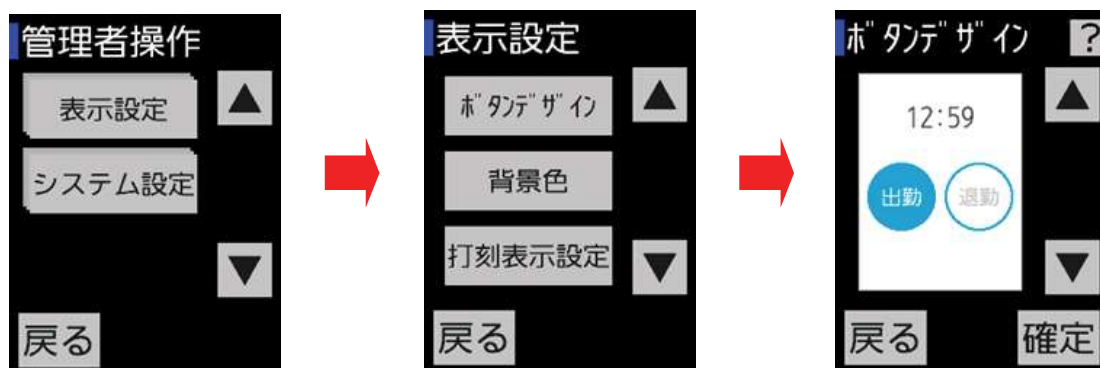 管理者操作
表示設定
▲
システム設定
▼
戻る
表示設定
ﾎﾞﾀﾝﾃﾞｻﾞｲﾝ
▲
背景色
打刻表示設定
▼
戻る
ﾎﾞﾀﾝﾃﾞｻﾞｲﾝ ?
▲
12:59
出勤 退勤
▼
戻る 確定